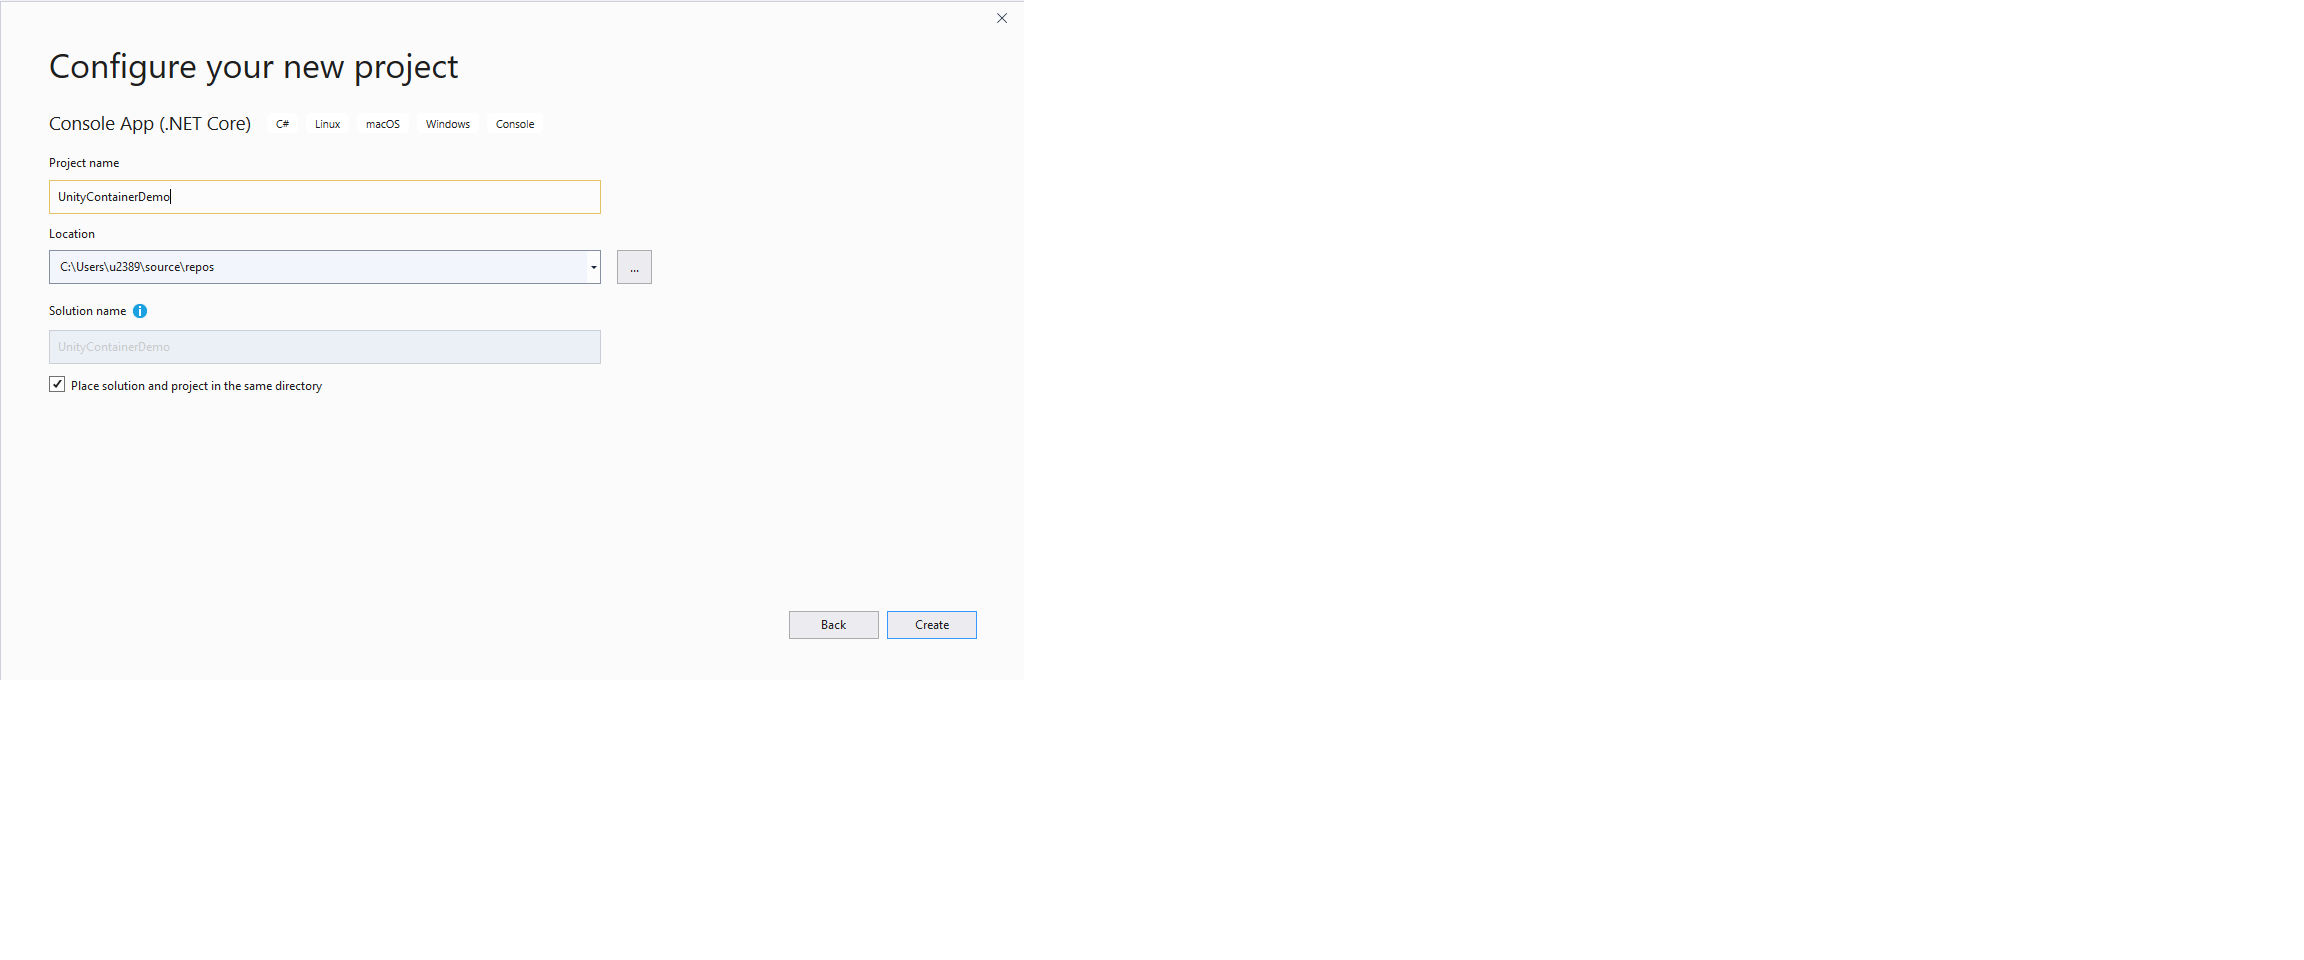 Configure your new project
Console App (.NET Core) C# Linux macOS Windows Console
Project name
UnityContainerDemo
Location
C:\Users\u2389\source\repos
...
Solution name
UnityContainerDemo
Place solution and project in the same directory
Back Create